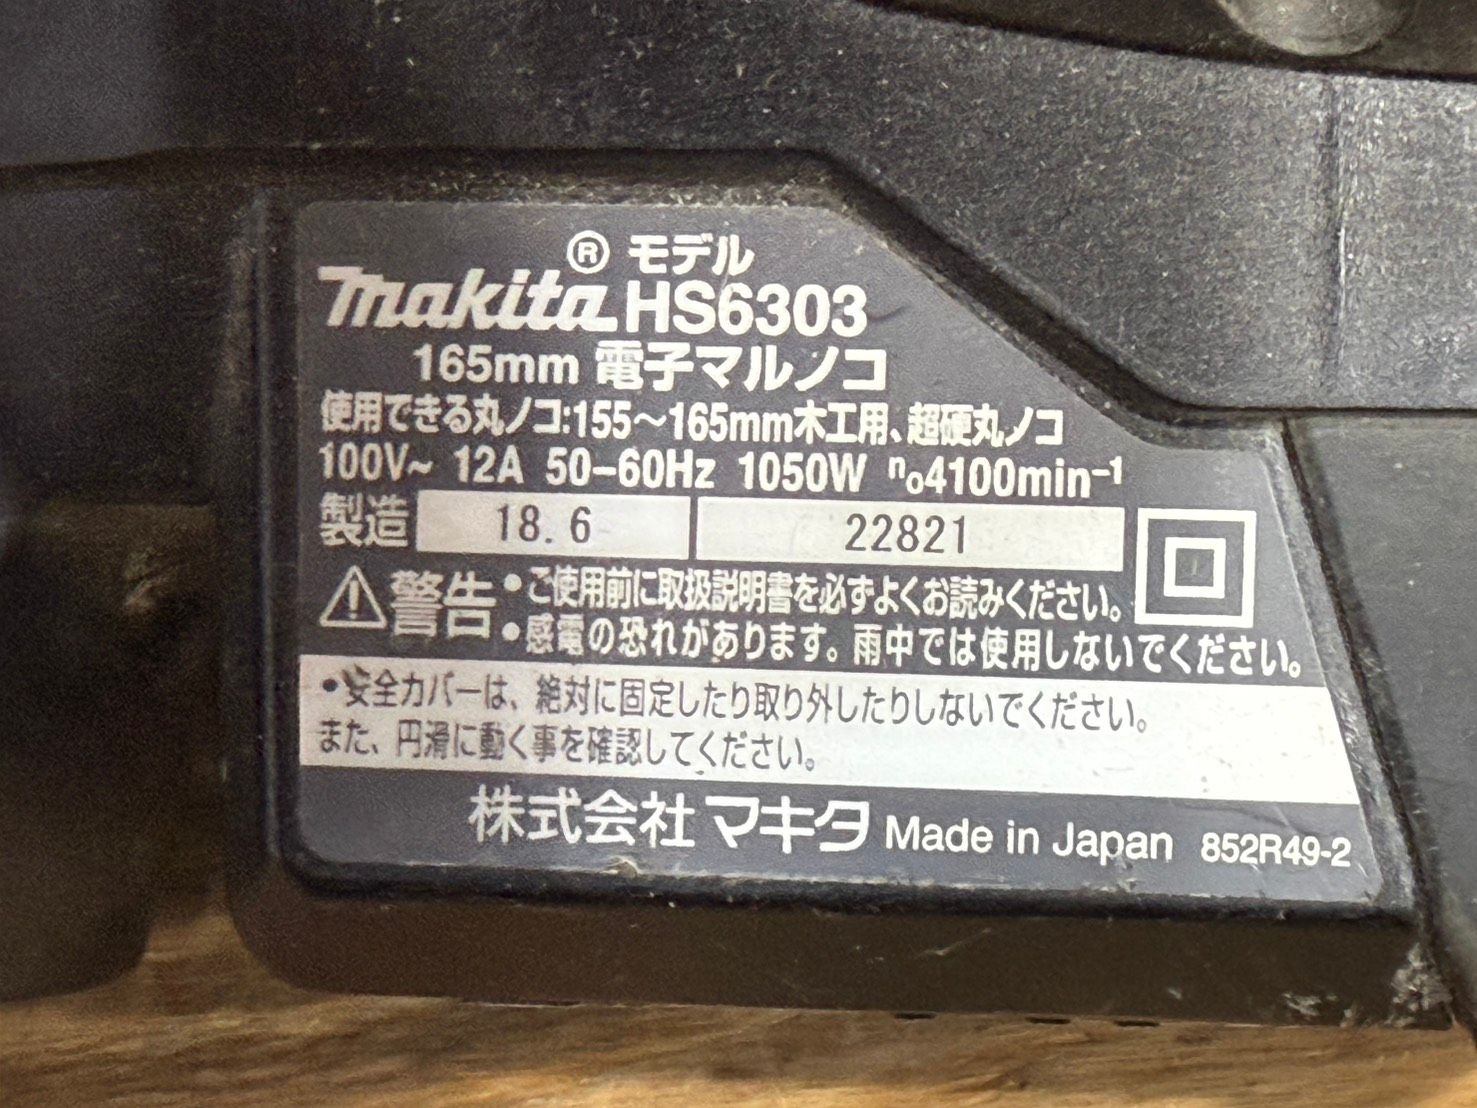 ® モデル
makita HS6303
165mm 電子マルノコ
使用できる丸ノコ:155～165mm木工用、超硬丸ノコ
100V~ 12A 50-60Hz 1050W n₀4100min⁻¹
製造 18. 6 22821
警告 •ご使用前に取扱説明書を必ずよくお読みください。
•感電の恐れがあります。雨中では使用しないでください。
•安全カバーは、絶対に固定したり取り外したりしないでください。
また、円滑に動く事を確認してください。
株式会社マキタ Made in Japan 852R49-2